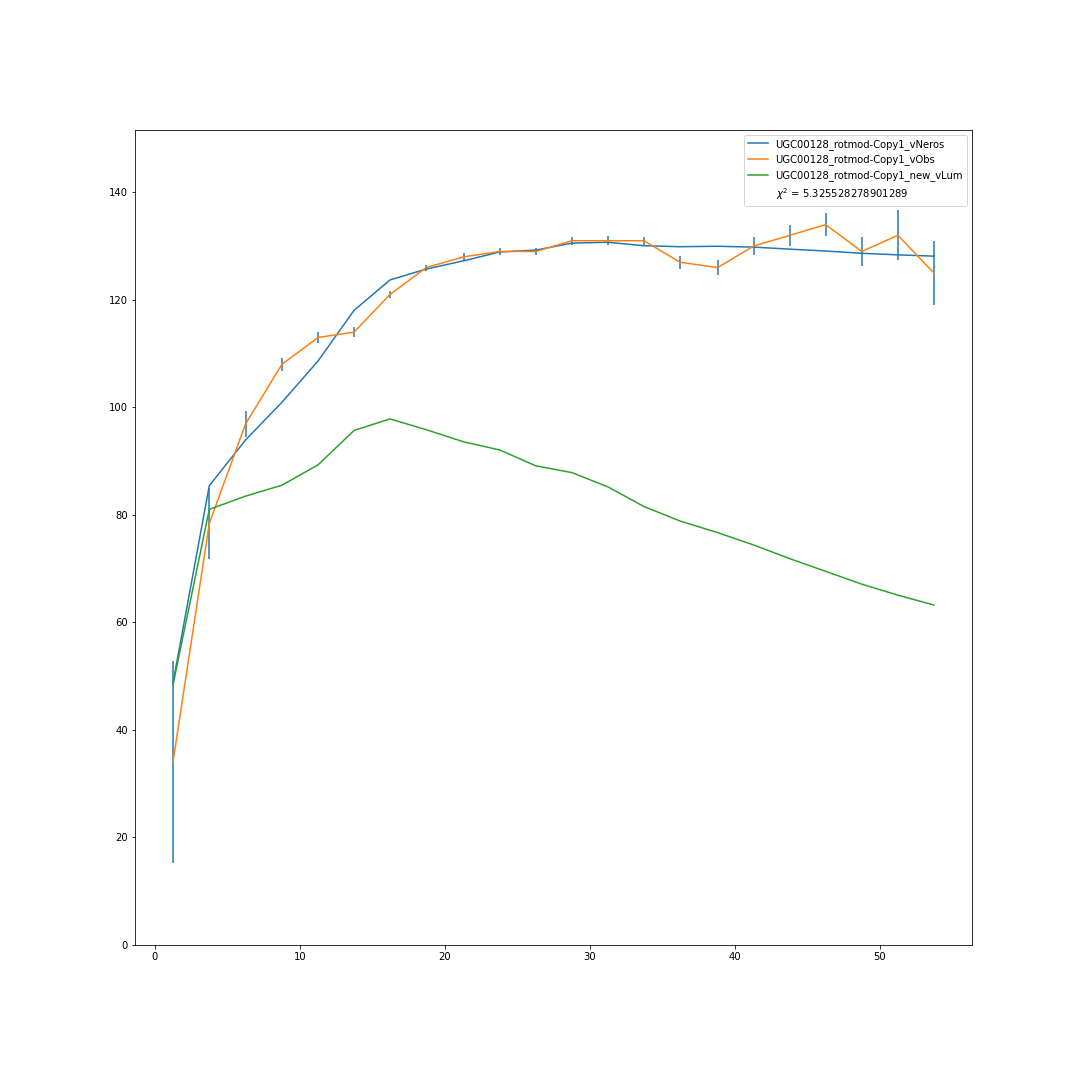 UGC00128_rotmod-Copy1_vNeros
UGC00128_rotmod-Copy1_vObs
UGC00128_rotmod-Copy1_new_vLum
χ² = 5.325528278901289
140
120
100
80
60
40
20
0
0 10 20 30 40 50